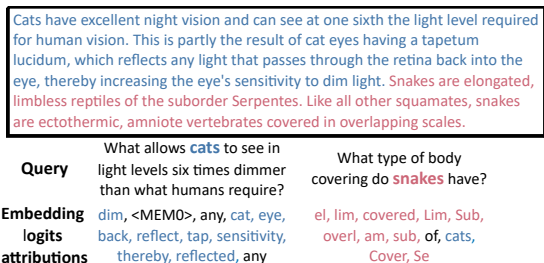 Cats have excellent night vision and can see at one sixth the light level required
for human vision. This is partly the result of cat eyes having a tapetum
lucidum, which reflects any light that passes through the retina back into the
eye, thereby increasing the eye's sensitivity to dim light. Snakes are elongated,
limbless reptiles of the suborder Serpentes. Like all other squamates, snakes
are ectothermic, amniote vertebrates covered in overlapping scales.
Query
What allows cats to see in
light levels six times dimmer
than what humans require?
What type of body
covering do snakes have?
Embedding
logits
attributions
dim, <MEM0>, any, cat, eye,
back, reflect, tap, sensitivity,
thereby, reflected, any
el, lim, covered, Lim, Sub,
overl, am, sub, of, cats,
Cover, Se